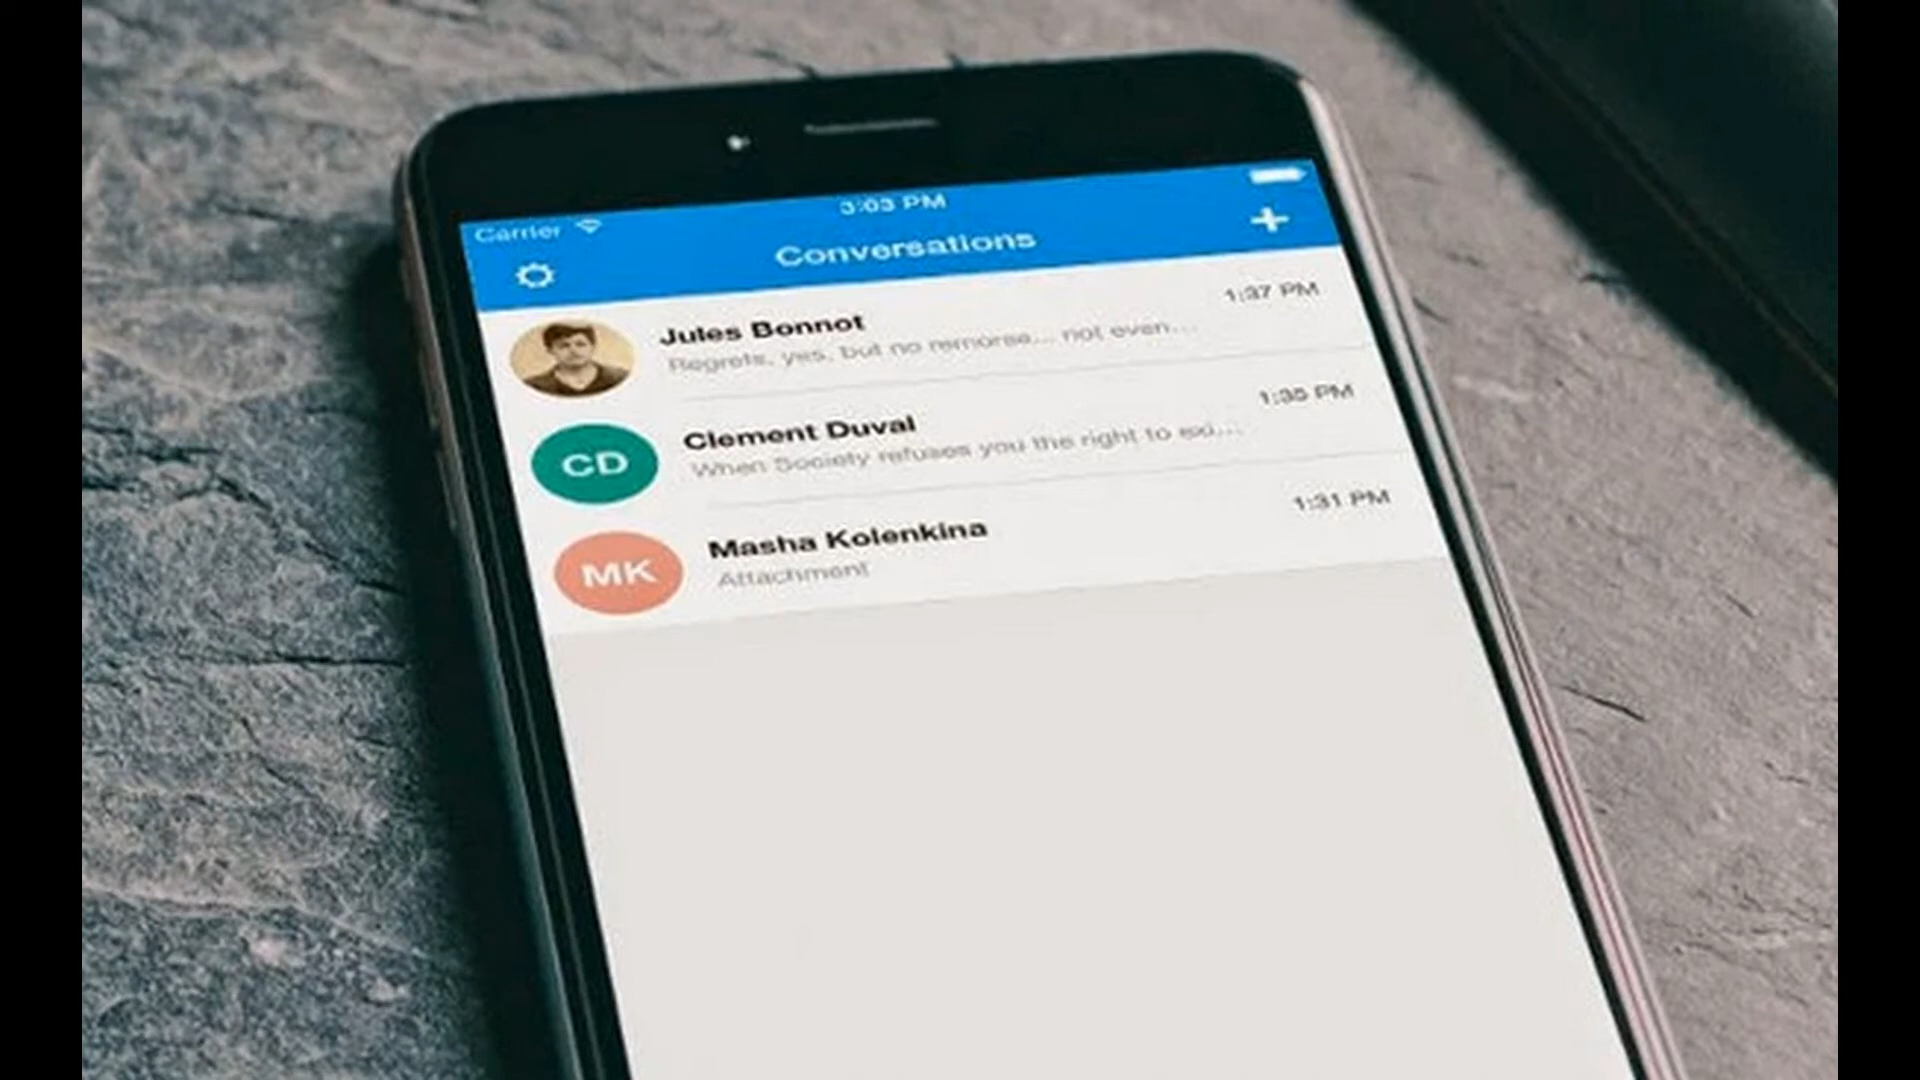 Carrier
3:03 PM
Conversations
Jules Bonnot
1:37 PM
Regrets, yes, but no remorse... not even...
Clement Duval
1:35 PM
CD
When Society refuses you the right to exi...
Masha Kolenkina
1:31 PM
MK
Attachment